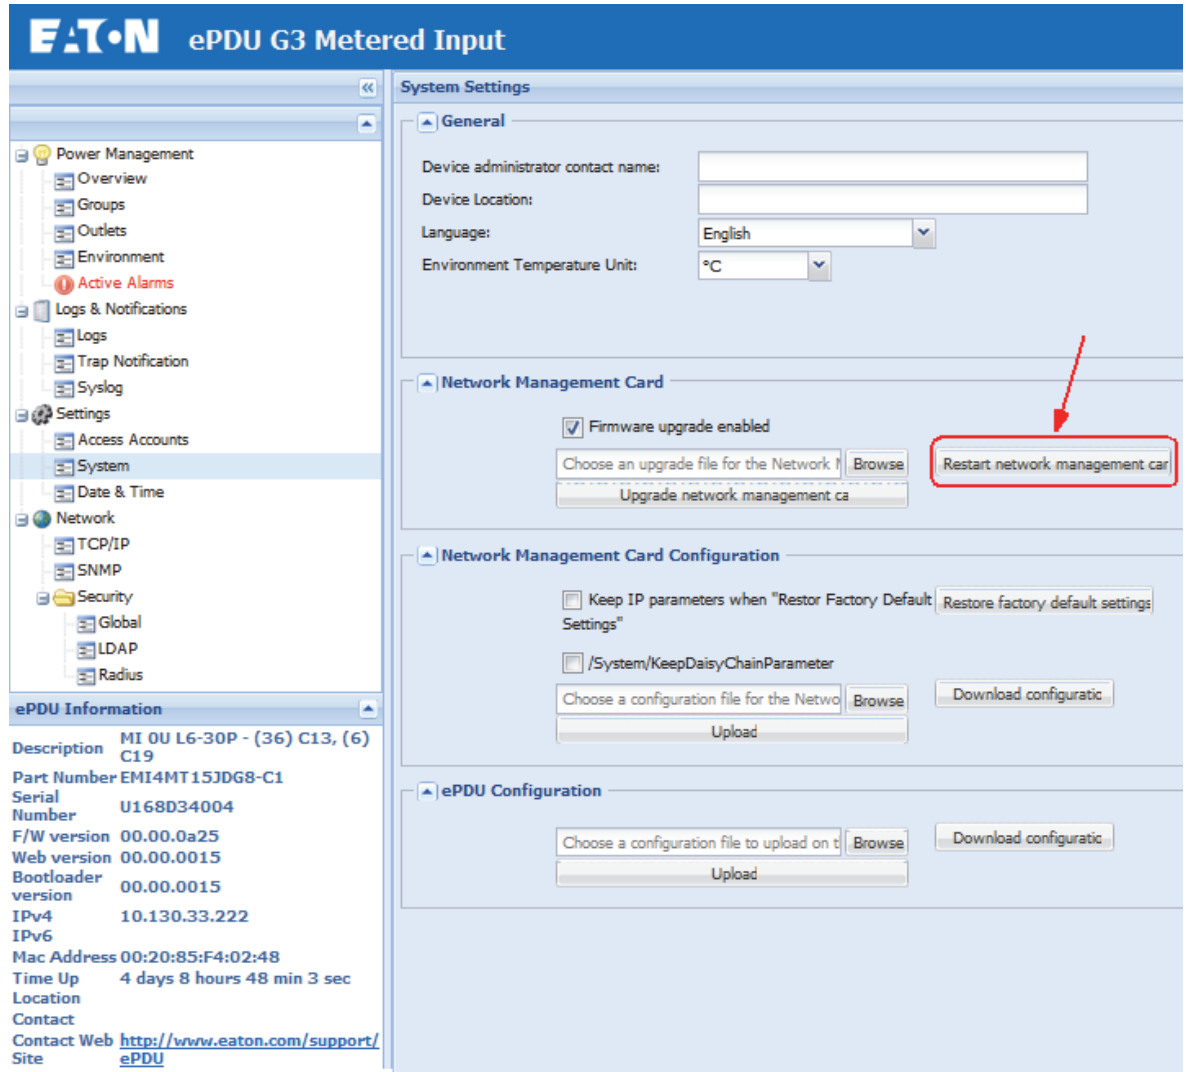 EATON ePDU G3 Metered Input
System Settings
General
Power Management
Overview
Groups
Outlets
Environment
Active Alarms
Logs & Notifications
Logs
Trap Notification
Syslog
Settings
Access Accounts
System
Date & Time
Network
TCP/IP
SNMP
Security
Global
LDAP
Radius
ePDU Information
Description MI 0U L6-30P - (36) C13, (6)
C19
Part Number EMI4MT15JDG8-C1
Serial
Number U168D34004
F/W version 00.00.0a25
Web version 00.00.0015
Bootloader
version 00.00.0015
IPv4 10.130.33.222
IPv6
Mac Address 00:20:85:F4:02:48
Time Up 4 days 8 hours 48 min 3 sec
Location
Contact
Contact Web http://www.eaton.com/support/
Site ePDU
Device administrator contact name:
Device Location:
Language: English
Environment Temperature Unit: °C
Network Management Card
Firmware upgrade enabled
Choose an upgrade file for the Network Browse Restart network management car
Upgrade network management ca
Network Management Card Configuration
Keep IP parameters when "Restor Factory Default Restore factory default settings
Settings"
/System/KeepDaisyChainParameter
Choose a configuration file for the Netwo Browse Download configuratic
Upload
ePDU Configuration
Choose a configuration file to upload on t Browse Download configuratic
Upload